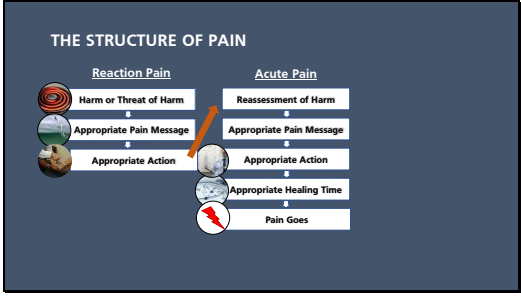 THE STRUCTURE OF PAIN
Reaction Pain
Harm or Threat of Harm
Appropriate Pain Message
Appropriate Action
Acute Pain
Reassessment of Harm
Appropriate Pain Message
Appropriate Action
Appropriate Healing Time
Pain Goes